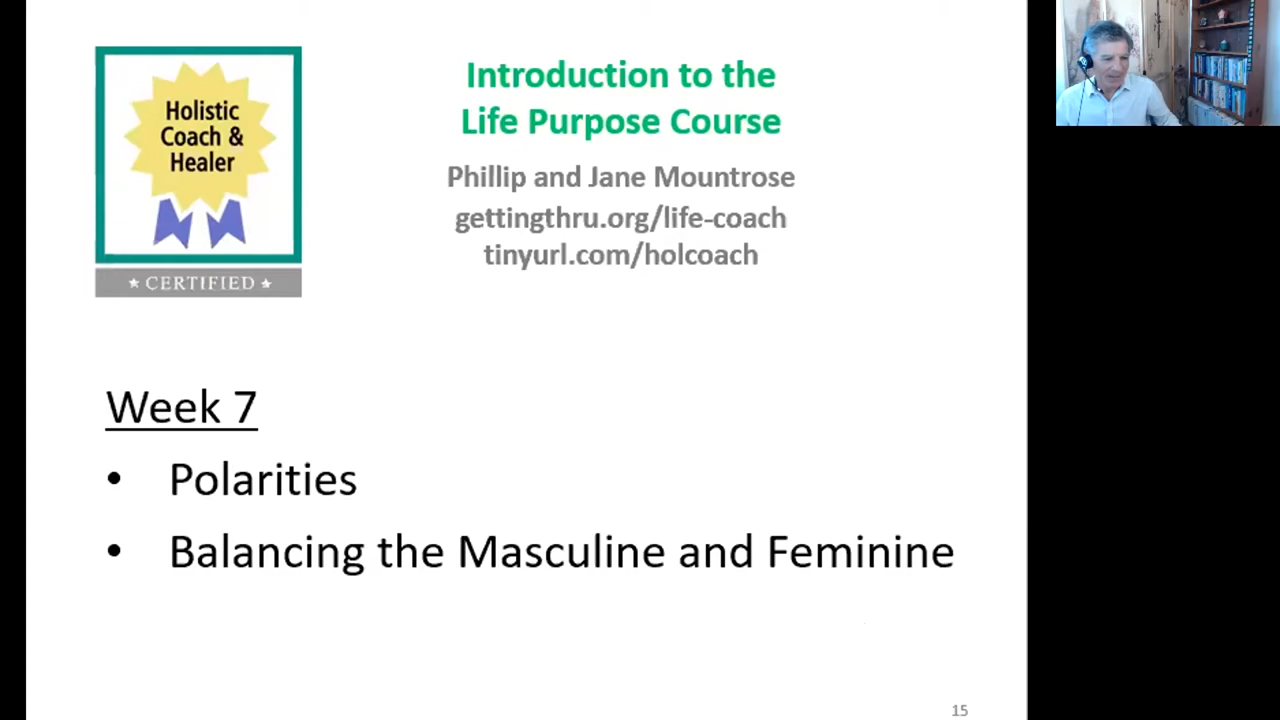 Holistic
Coach &
Healer
★ CERTIFIED ★
Introduction to the
Life Purpose Course
Phillip and Jane Mountrose
gettingthru.org/life-coach
tinyurl.com/holcoach
Week 7
• Polarities
• Balancing the Masculine and Feminine
15